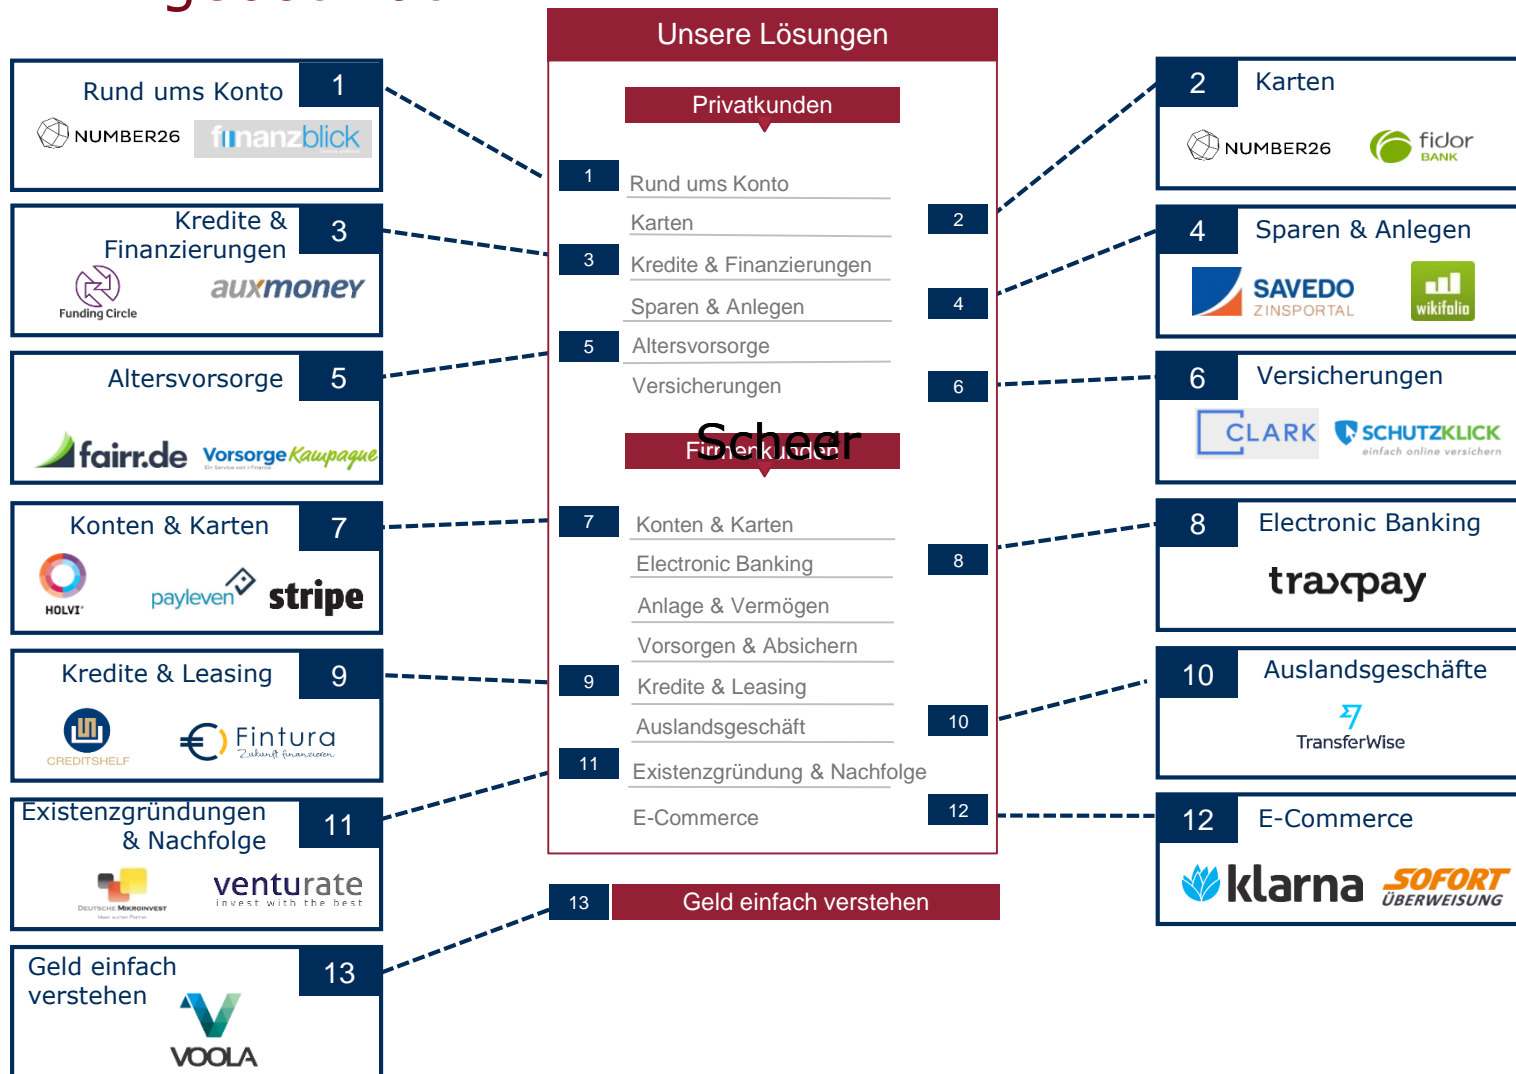 Unsere Lösungen
Privatkunden
1 Rund ums Konto
Karten 2
3 Kredite & Finanzierungen
Sparen & Anlegen 4
5 Altersvorsorge
Versicherungen 6
Scheer
Firmenkunden
7 Konten & Karten
Electronic Banking 8
Anlage & Vermögen
Vorsorgen & Absichern
9 Kredite & Leasing
Auslandsgeschäft 10
11 Existenzgründung & Nachfolge
E-Commerce 12
13 Geld einfach verstehen
Rund ums Konto 1
NUMBER26 finanzblick
Kredite &
Finanzierungen 3
Funding Circle
auxmoney
Altersvorsorge 5
fairr.de VorsorgeKampagne
Konten & Karten 7
HOLVI payleven stripe
Kredite & Leasing 9
CREDITSHELF
Fintura
Zukunft finanzieren
Existenzgründungen
& Nachfolge 11
DEUTSCHE MIKROINVEST
venturate
invest with the best
Geld einfach
verstehen 13
VOOLA
2 Karten
NUMBER26
fidor
BANK
4 Sparen & Anlegen
SAVEDO
ZINSPORTAL
wikifolio
6 Versicherungen
CLARK
SCHUTZKLICK
einfach online versichern
8 Electronic Banking
traxpay
10 Auslandsgeschäfte
TransferWise
12 E-Commerce
klarna
SOFORT
ÜBERWEISUNG